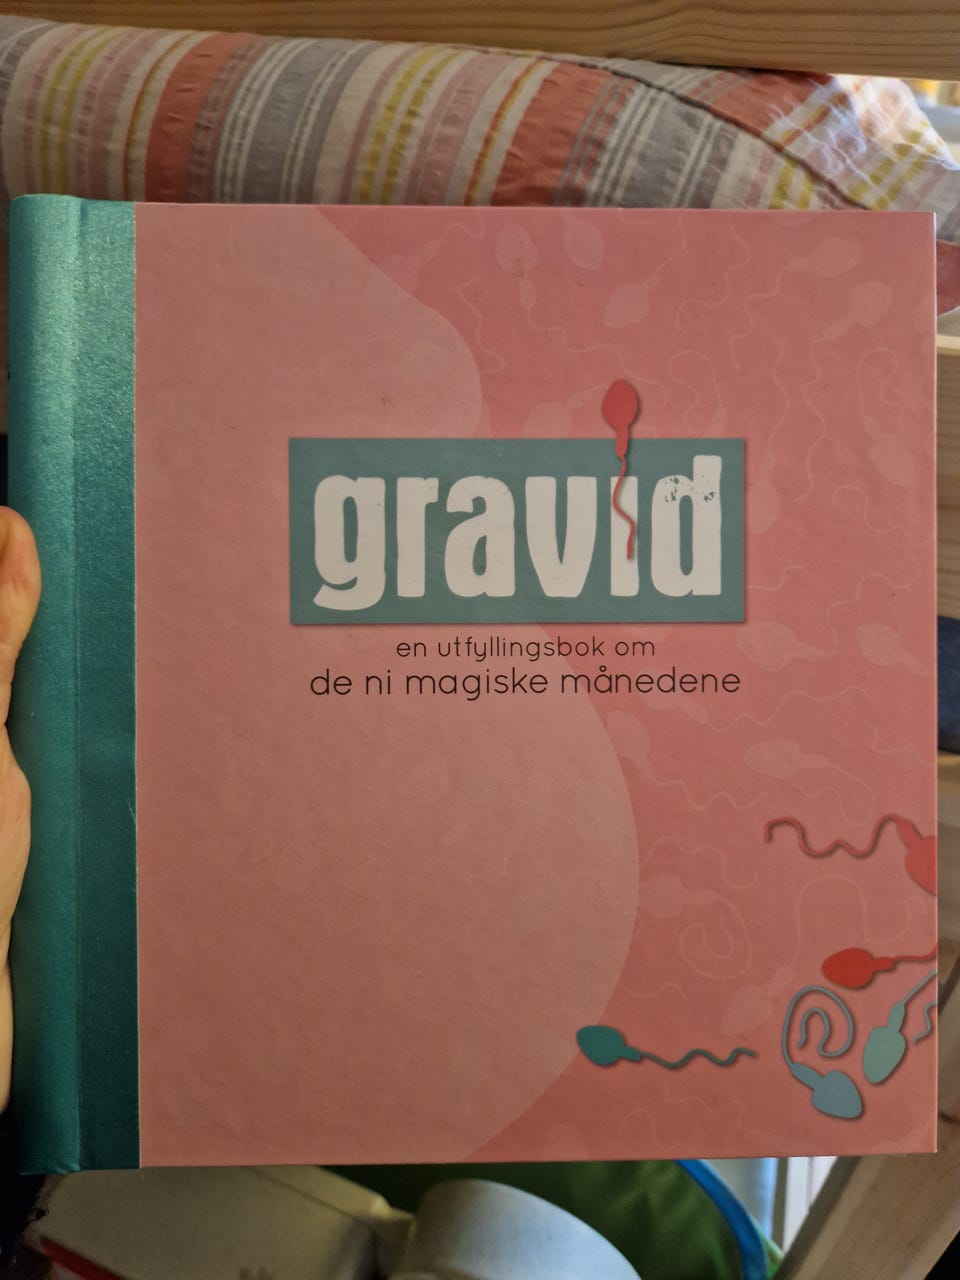 gravid
en utfyllingsbok om
de ni magiske månedene